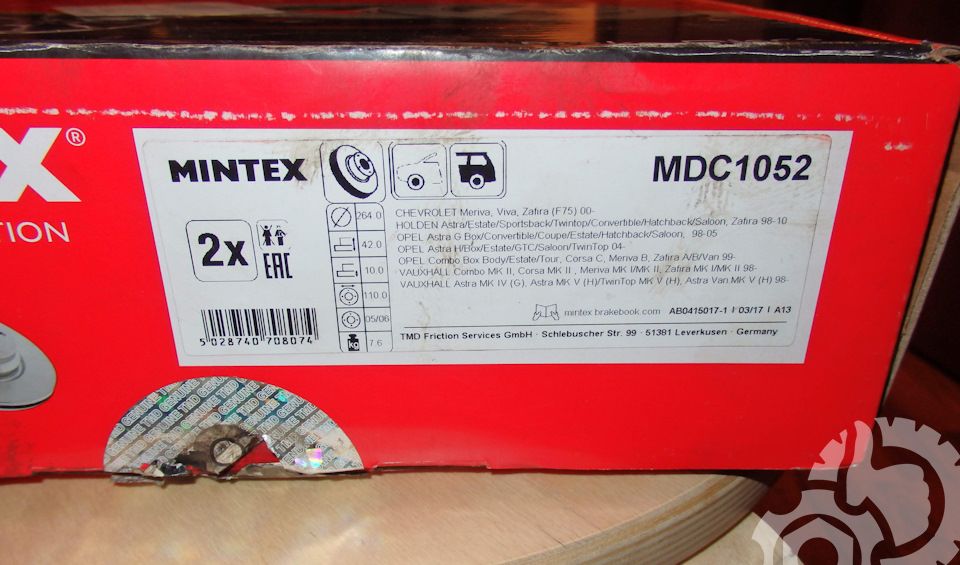 X®
TION
MINTEX
MDC1052
2x
EAC
264.0
42.0
10.0
110.0
05/06
kg 7.6
CHEVROLET Meriva, Viva, Zafira (F75) 00-
HOLDEN Astra/Estate/Sportsback/Twintop/Convertible/Hatchback/Saloon, Zafira 98-10
OPEL Astra G Box/Convertible/Coupe/Estate/Hatchback/Saloon, 98-05
OPEL Astra H/Box/Estate/GTC/Saloon/TwinTop 04-
OPEL Combo Box Body/Estate/Tour, Corsa C, Meriva B, Zafira A/B/Van 99-
VAUXHALL Combo MK II, Corsa MK II , Meriva MK I/MK II, Zafira MK I/MK II 98-
VAUXHALL Astra MK IV (G), Astra MK V (H)/TwinTop MK V (H), Astra Van MK V (H) 98-
mintex brakebook.com AB0415017-1 I 03/17 I A13
TMD Friction Services GmbH · Schlebuscher Str. 99 · 51381 Leverkusen · Germany
5 028740 708074
GENUINE TMD GENUINE TMD